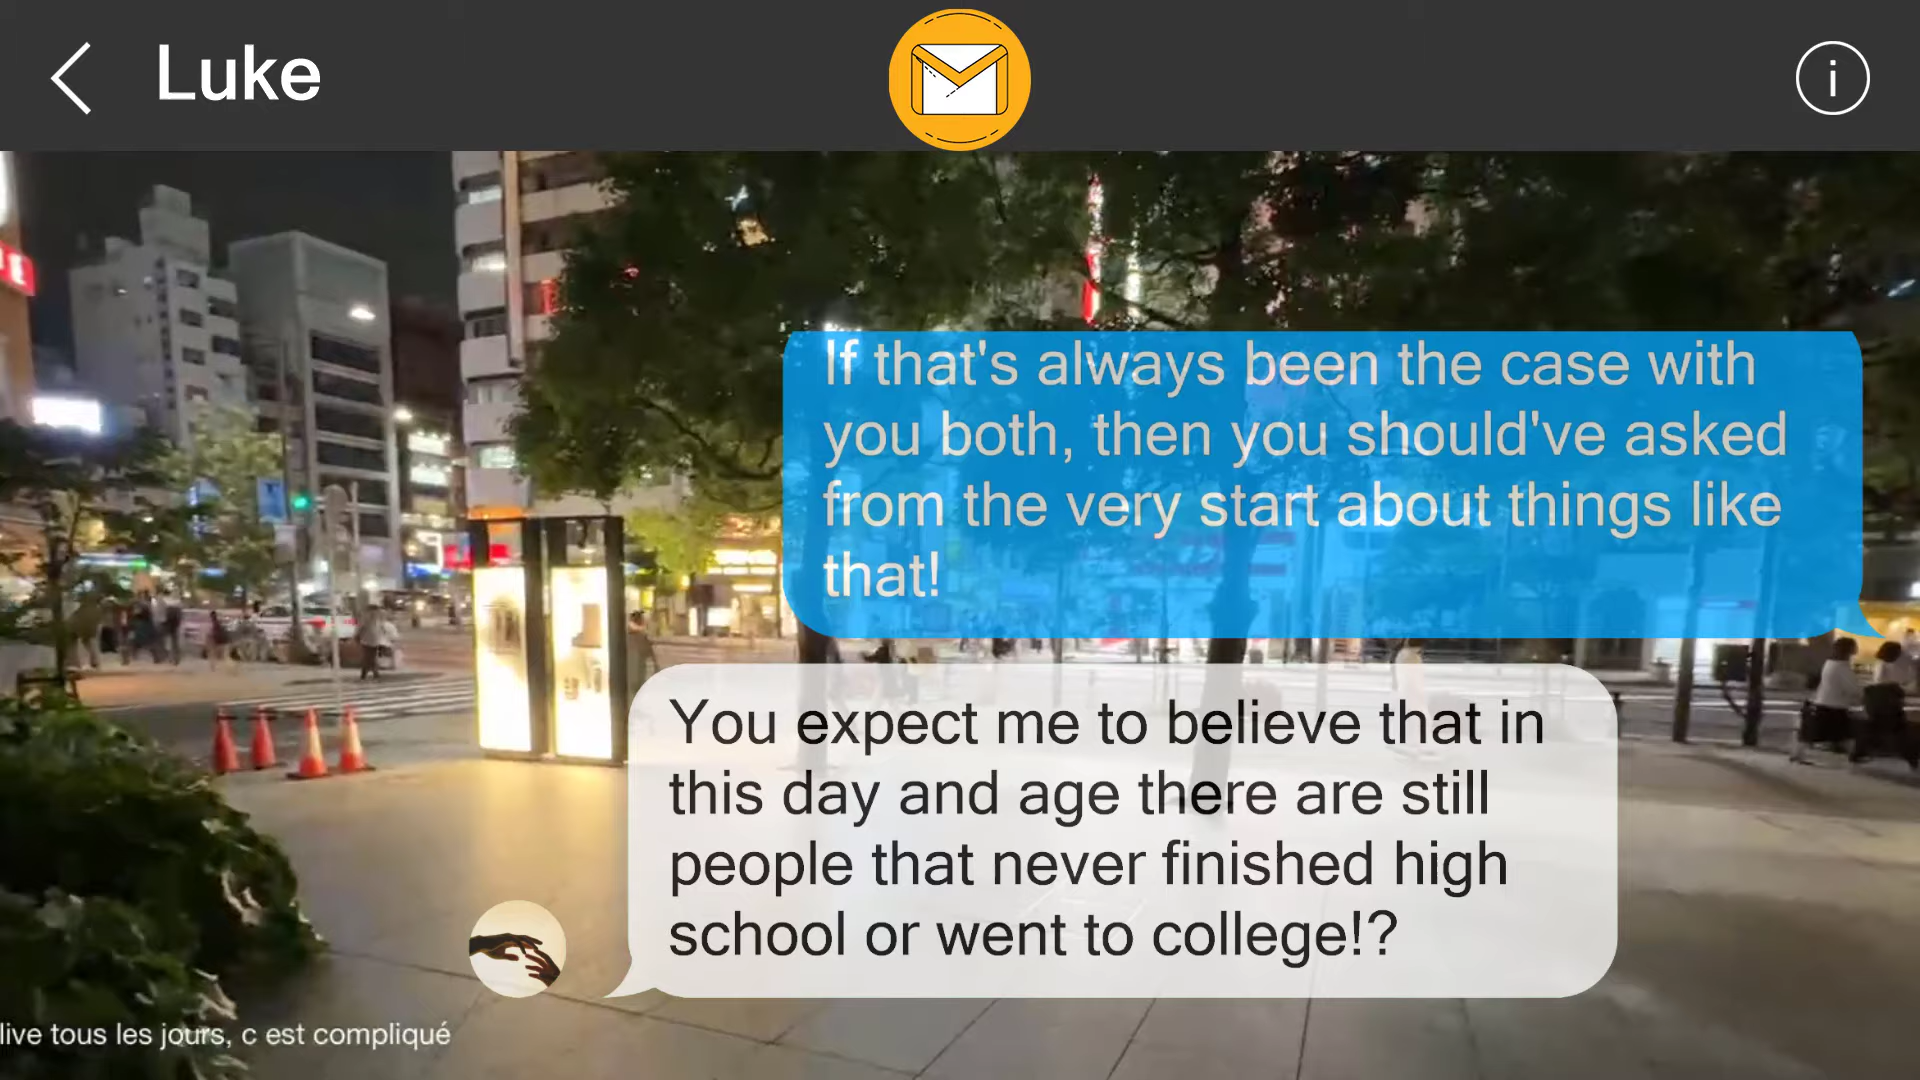 Luke
If that's always been the case with
you both, then you should've asked
from the very start about things like
that!
You expect me to believe that in
this day and age there are still
people that never finished high
school or went to college!?
live tous les jours, c est compliqué